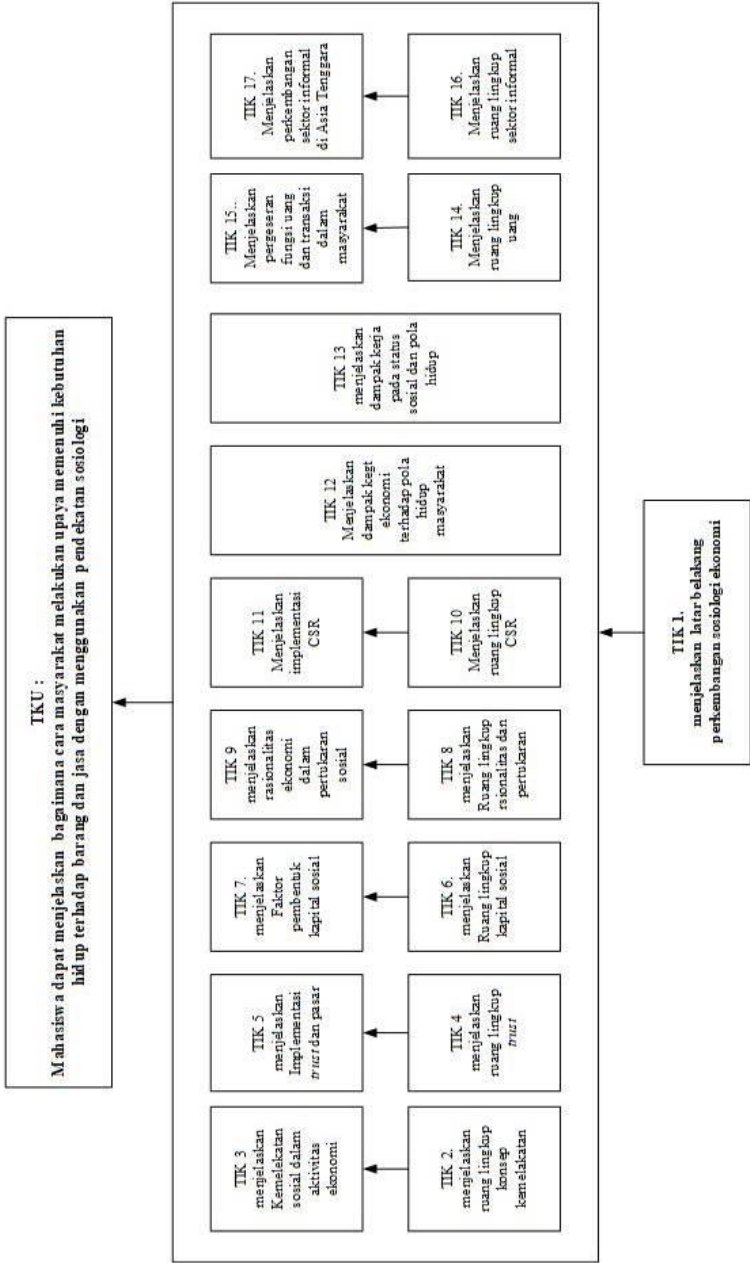 TKU :
Mahasiswa dapat menjelaskan bagaimana cara masyarakat melakukan upaya memenuhi kebutuhan
hidup terhadap barang dan jasa dengan menggunakan pendekatan sosiologi
TIK 3
menjelaskan
Kemelekatan
sosial dalam
aktivitas
ekonomi
TIK 5
menjelaskan
Implementasi
trust dan pasar
TIK 7.
menjelaskan
Faktor
pembentuk
kapital sosial
TIK 9
menjelaskan
rasionalitas
ekonomi
dalam
pertukaran
sosial
TIK 11
Menjelaskan
implementasi
CSR
TIK 12
Menjelaskan
dampak kegt
ekonomi
terhadap pola
hidup
masyarakat
TIK 13
menjelaskan
dampak kerja
pada status
sosial dan pola
hidup
TIK 15...
Menjelaskan
pergeseran
fungsi uang
dan transaksi
dalam
masyarakat
TIK 17.
Menjelaskan
perkembangan
sektor informal
di Asia Tenggara
TIK 2.
menjelaskan
ruang lingkup
konsep
kemelakatan
TIK 4
menjelaskan
ruang lingkup
trust
TIK 6.
menjelaskan
Ruang lingkup
kapital sosial
TIK 8
menjelaskan
Ruang lingkup
rsionalitas dan
pertukaran
TIK 10
Menjelaskan
ruang lingkup
CSR
TIK 14.
Menjelaskan
ruang lingkup
uang
TIK 16.
Menjelaskan
ruang lingkup
sektor informal
TIK 1.
menjelaskan latar belakang
perkembangan sosiologi ekonomi